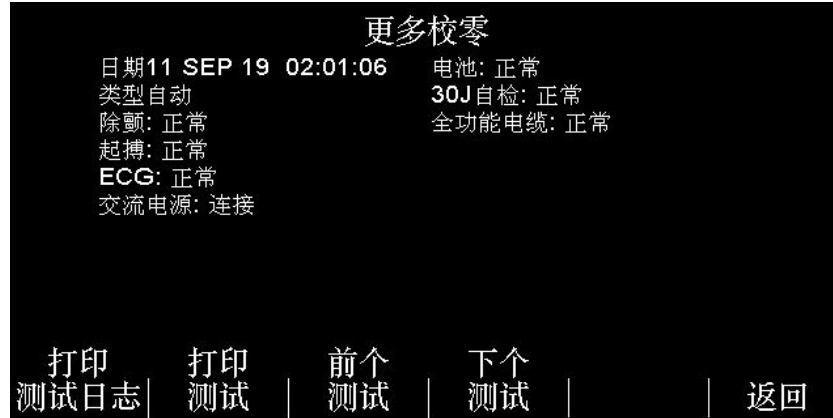 更多校零
日期11 SEP 19 02:01:06
类型自动
除颤: 正常
起搏: 正常
ECG: 正常
交流电源: 连接
电池: 正常
30J自检: 正常
全功能电缆: 正常
打印
测试日志
打印
测试
前个
测试
下个
测试
返回